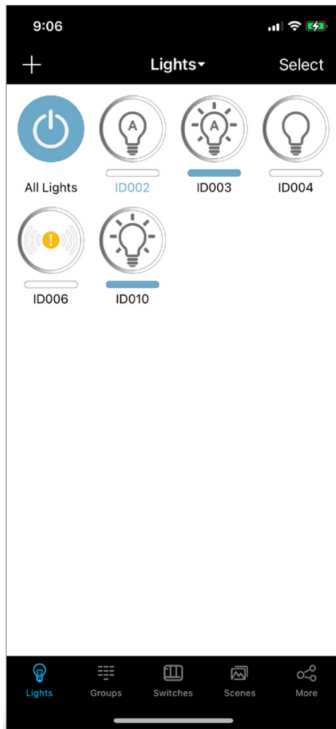 9:06
Lights
Select
A
A
All Lights
ID002
ID003
ID004
!
ID006
ID010
Lights
Groups
Switches
Scenes
More